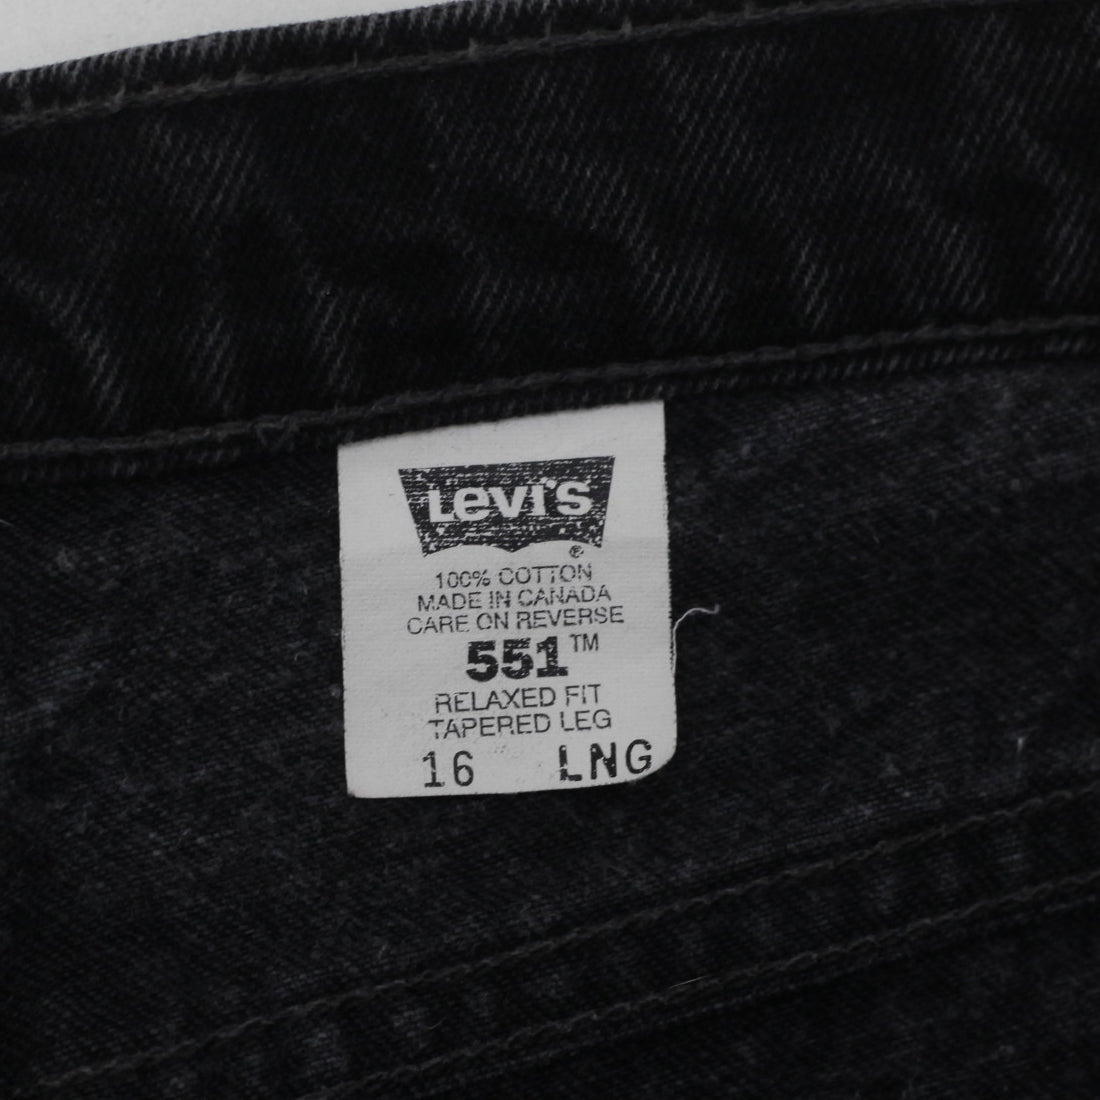 Levi's
®
100% COTTON
MADE IN CANADA
CARE ON REVERSE
551™
RELAXED FIT
TAPERED LEG
16 LNG